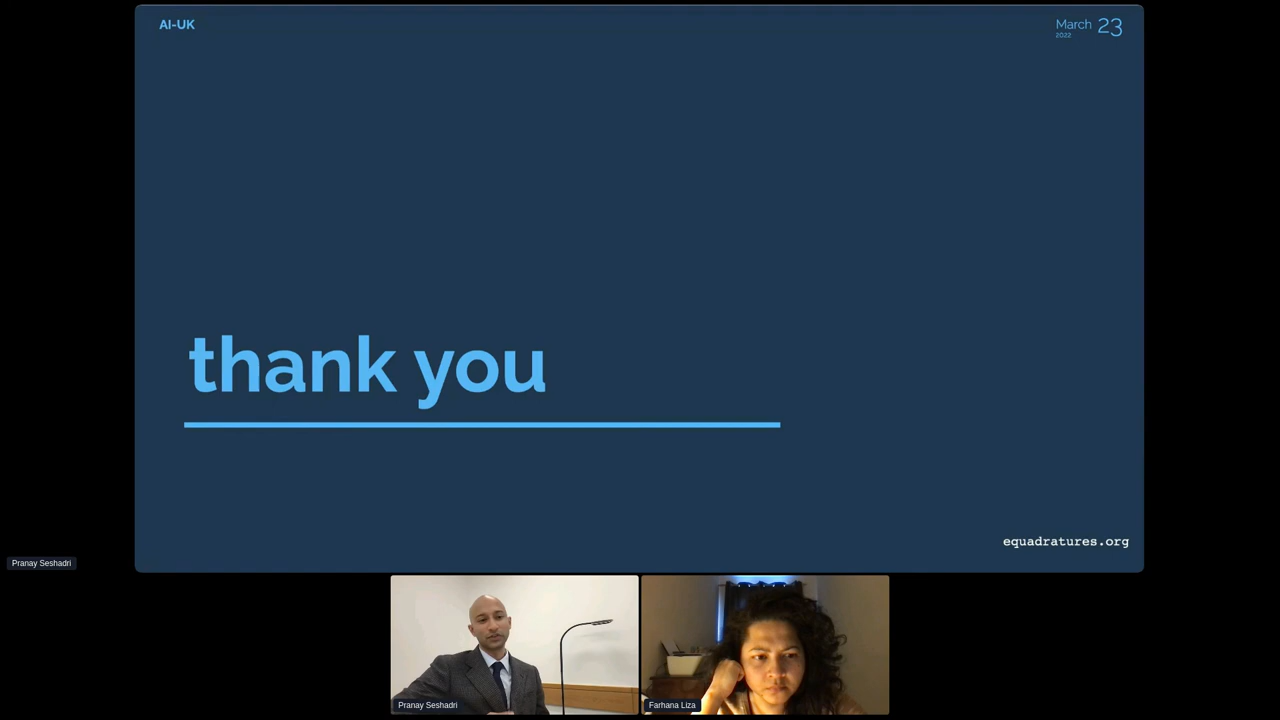 AI-UK
March 23
2022
thank you
equadratures.org
Pranay Seshadri
Pranay Seshadri
Farhana Liza